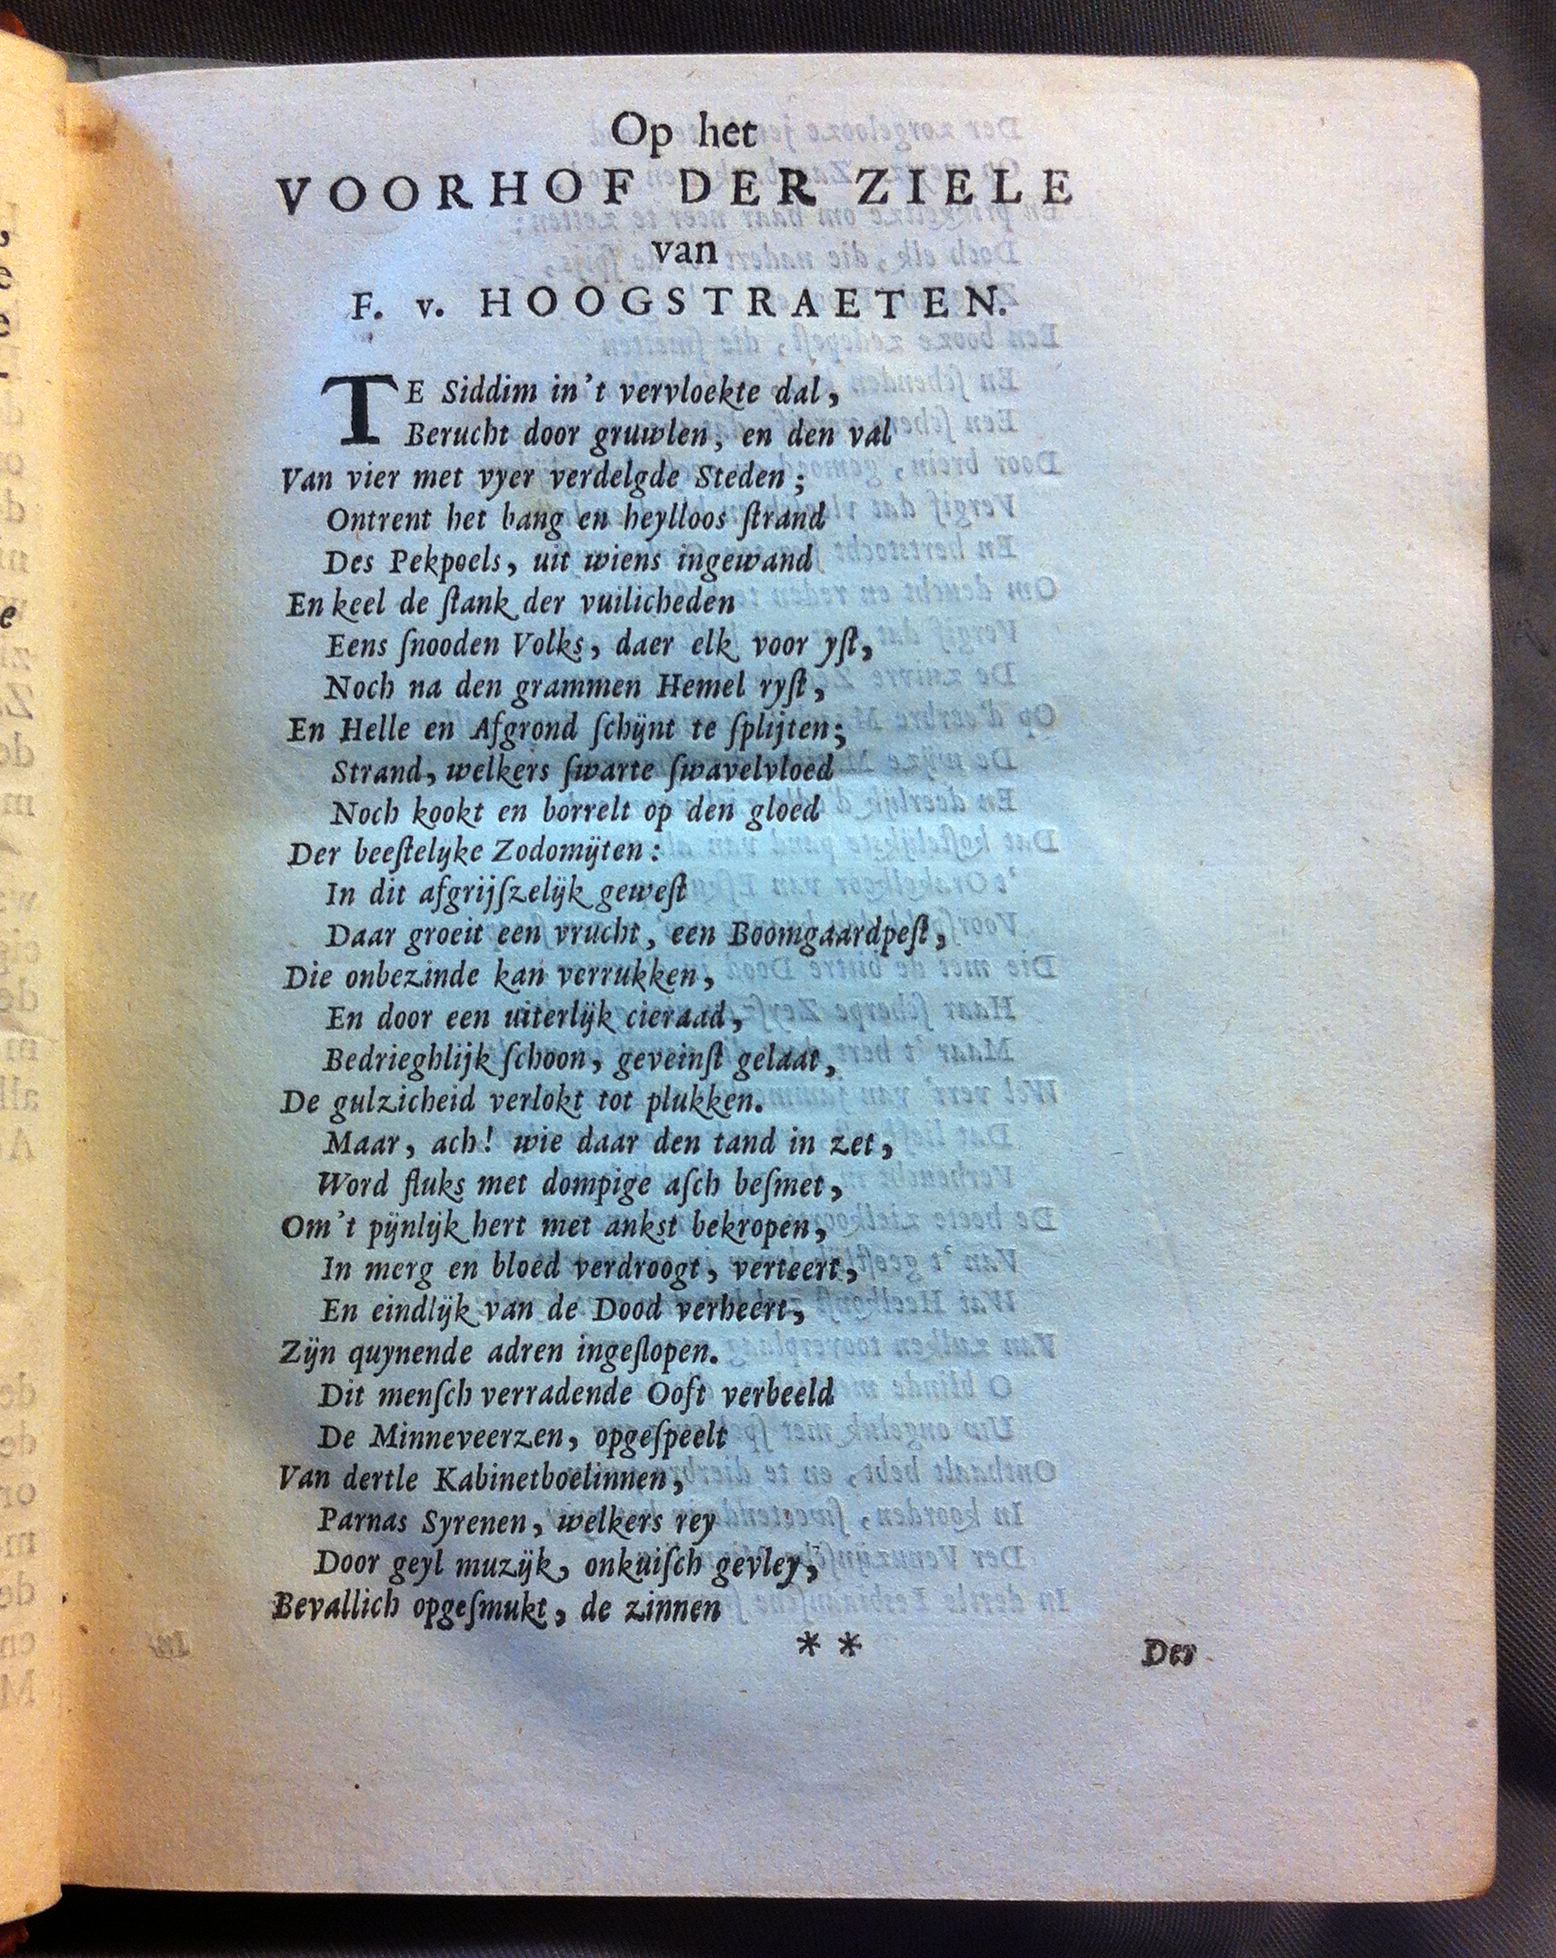 Op het
VOORHOF DER ZIELE
van
F. v. HOOGSTRAETEN.
TE Siddim in't vervloekte dal,
Berucht door gruwlen, en den val
Van vier met vyer verdelgde Steden;
Ontrent het bang en heylloos ſtrand
Des Pekpoels, uit wiens ingewand
En keel de ſtank der vuilicheden
Eens ſnooden Volks, daer elk voor yſt,
Noch na den grammen Hemel ryſt,
En Helle en Afgrond ſchijnt te ſplijten;
Strand, welkers ſwarte ſwavelvloed
Noch kookt en borrelt op den gloed
Der beeſtelyke Zodomijten:
In dit afgrijſzelijk geweſt
Daar groeit een vrucht, een Boomgaardpeſt,
Die onbezinde kan verrukken,
En door een uiterlijk cieraad,
Bedrieghlijk ſchoon, geveinſt gelaat,
De gulzicheid verlokt tot plukken.
Maar, ach! wie daar den tand in zet,
Word fluks met dompige aſch beſmet,
Om't pijnlijk hert met ankst bekropen,
In merg en bloed verdroogt, verteert,
En eindlijk van de Dood verheert,
Zijn quynende adren ingeſlopen.
Dit menſch verradende Ooft verbeeld
De Minneveerzen, opgeſpeelt
Van dertle Kabinetboelinnen,
Parnas Syrenen, welkers rey
Door geyl muzijk, onkuiſch gevley,
Bevallich opgeſmukt, de zinnen
** Der